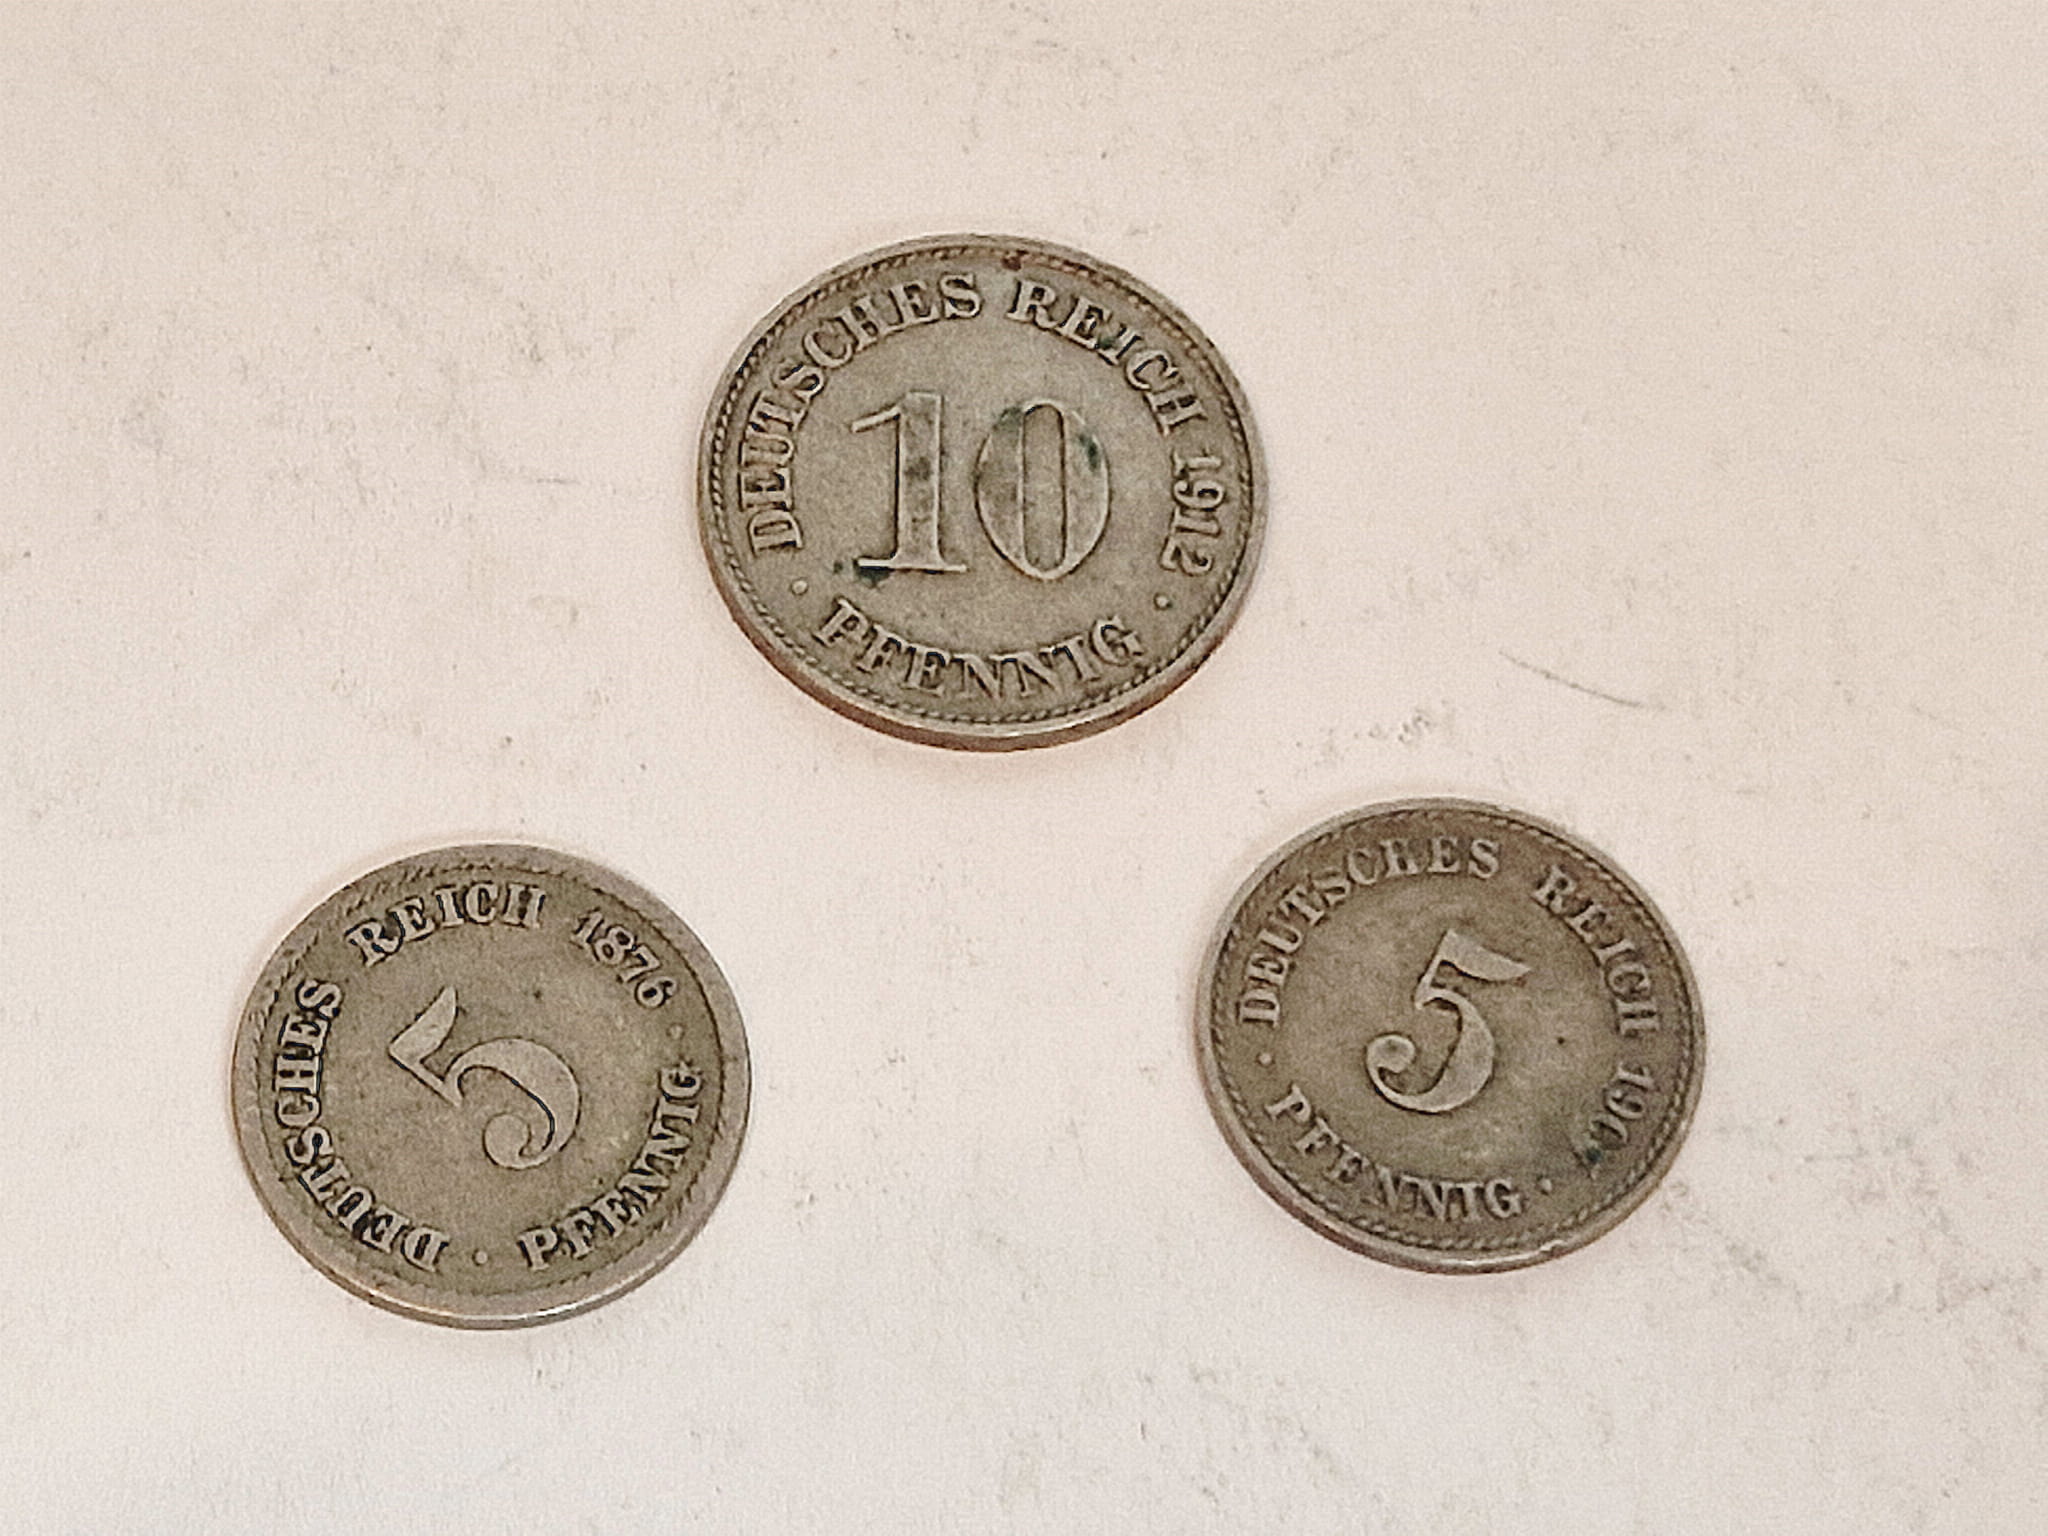 DEUTSCHES REICH 1912
10
PFENNIG
DEUTSCHES REICH 1876
5
PFENNIG
DEUTSCHES REICH
5
PFENNIG